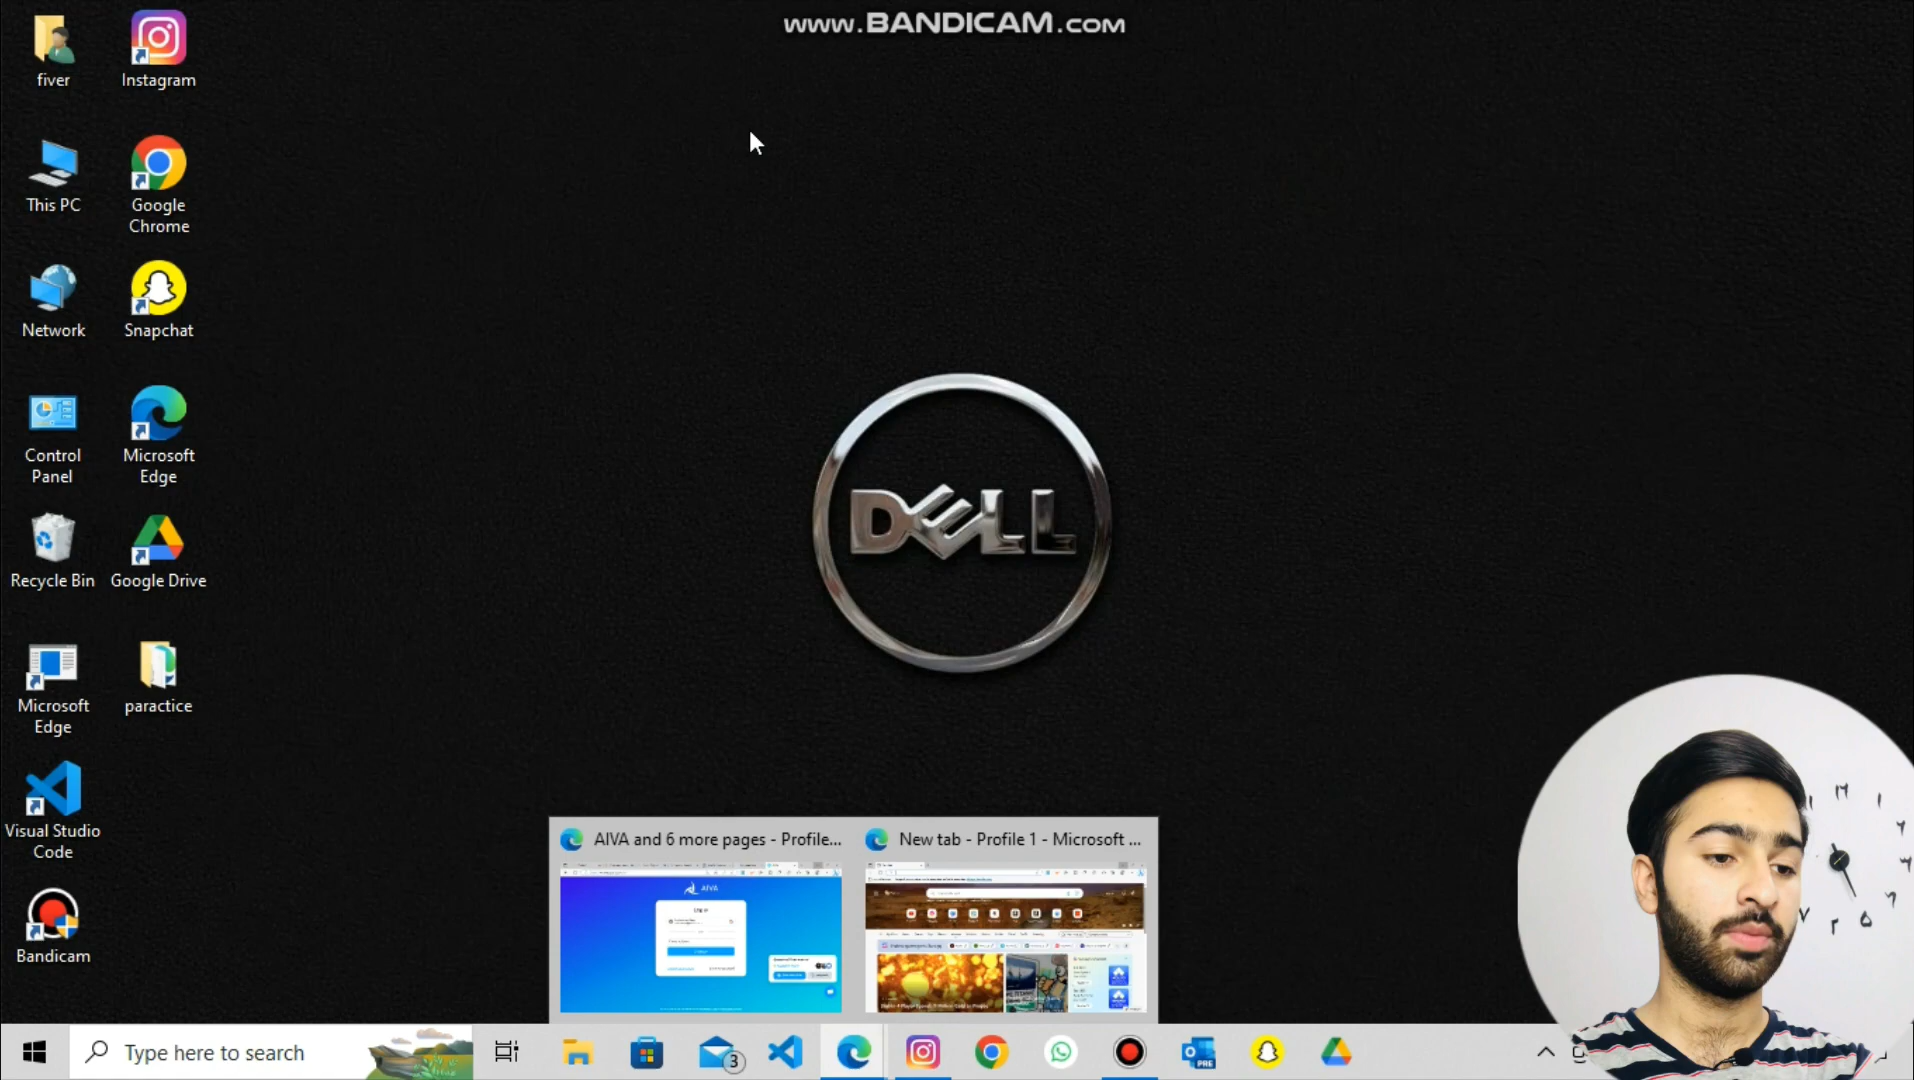 www.BANDICAM.com
fiver
Instagram
This PC
Google
Chrome
Network
Snapchat
Control
Panel
Microsoft
Edge
Recycle Bin
Google Drive
Microsoft
Edge
paractice
Visual Studio
Code
Bandicam
DELL
AIVA and 6 more pages - Profile...
New tab - Profile 1 - Microsoft ...
AIVA
Type here to search
3
PRE